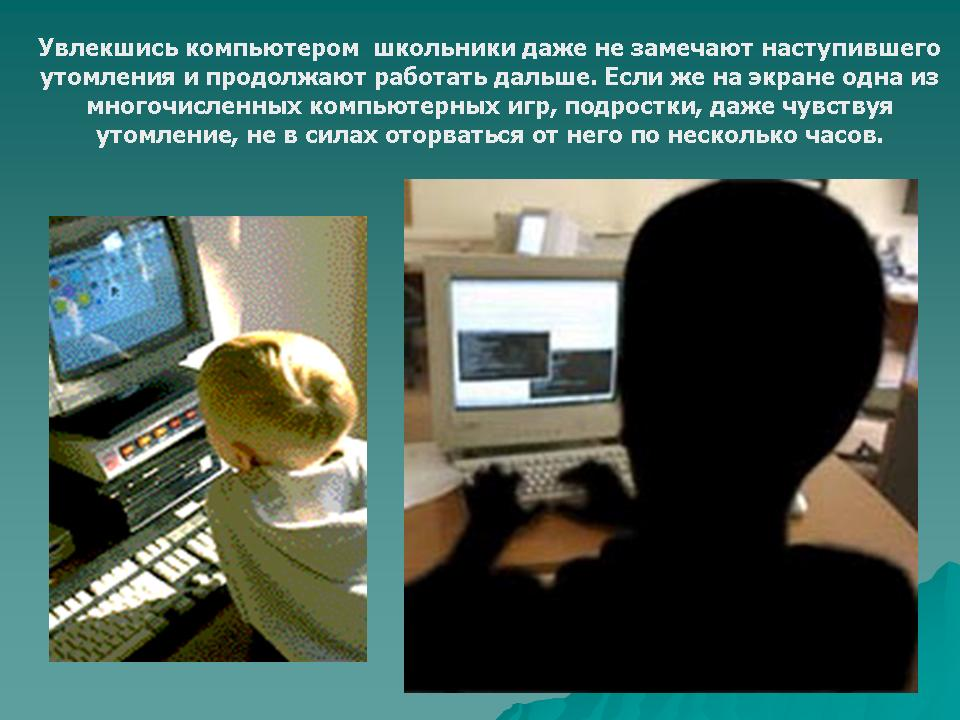 Увлекшись компьютером  школьники даже не замечают наступившего
утомления и продолжают работать дальше. Если же на экране одна из
многочисленных компьютерных игр, подростки, даже чувствуя
утомление, не в силах оторваться от него по несколько часов.